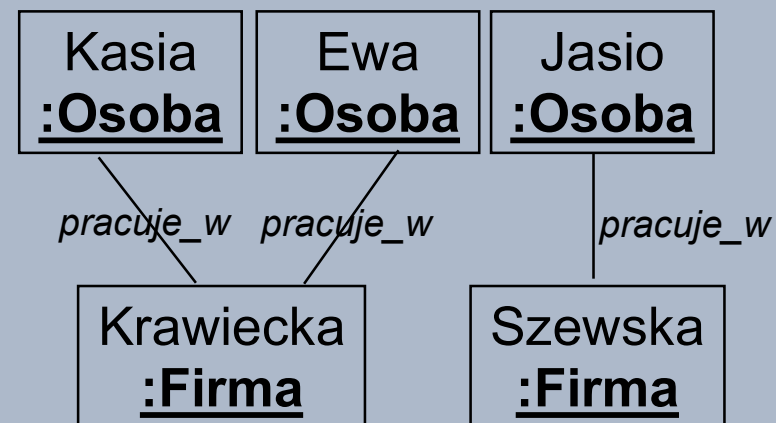 Kasia
:Osoba
Ewa
:Osoba
Jasio
:Osoba
pracuje_w
pracuje_w
pracuje_w
Krawiecka
:Firma
Szewska
:Firma